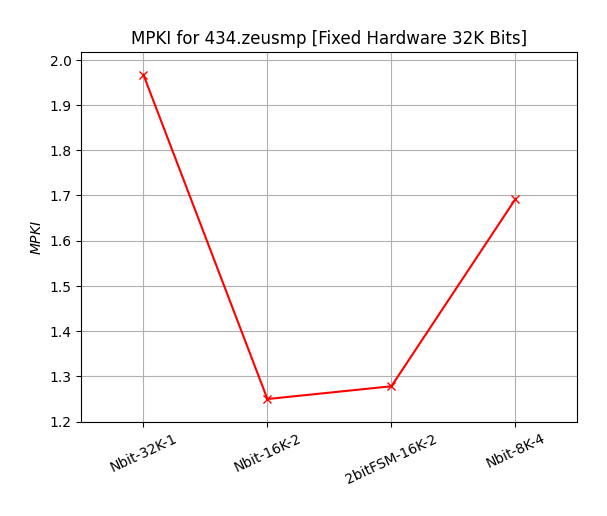 MPKI for 434.zeusmp [Fixed Hardware 32K Bits]
2.0
1.9
1.8
1.7
1.6
1.5
1.4
1.3
1.2
MPKI
Nbit-32K-1
Nbit-16K-2
2bitFSM-16K-2
Nbit-8K-4